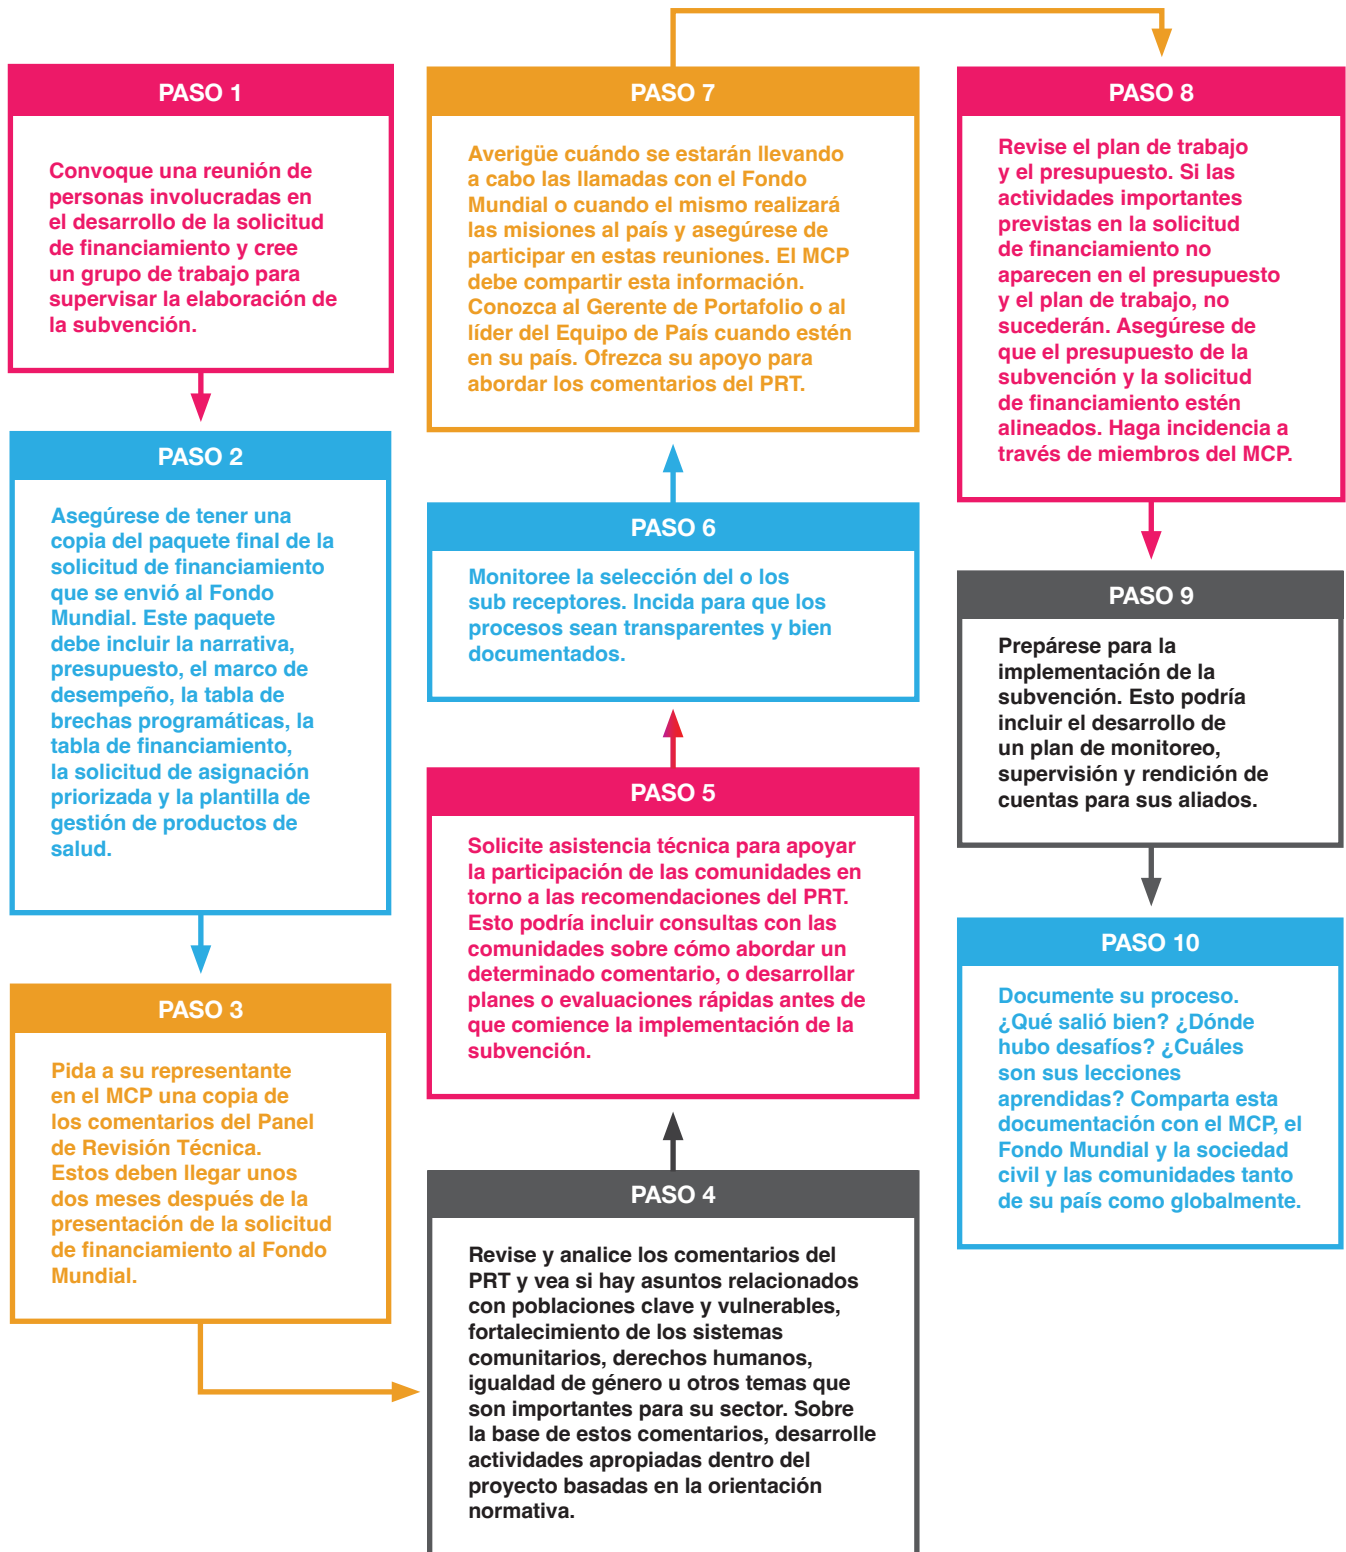 PASO 1
Convoque una reunión de
personas involucradas en
el desarrollo de la solicitud
de financiamiento y cree
un grupo de trabajo para
supervisar la elaboración de
la subvención.
PASO 2
Asegúrese de tener una
copia del paquete final de la
solicitud de financiamiento
que se envió al Fondo
Mundial. Este paquete
debe incluir la narrativa,
presupuesto, el marco de
desempeño, la tabla de
brechas programáticas, la
tabla de financiamiento,
la solicitud de asignación
priorizada y la plantilla de
gestión de productos de
salud.
PASO 3
Pida a su representante
en el MCP una copia de
los comentarios del Panel
de Revisión Técnica.
Estos deben llegar unos
dos meses después de la
presentación de la solicitud
de financiamiento al Fondo
Mundial.
PASO 4
Revise y analice los comentarios del
PRT y vea si hay asuntos relacionados
con poblaciones clave y vulnerables,
fortalecimiento de los sistemas
comunitarios, derechos humanos,
igualdad de género u otros temas que
son importantes para su sector. Sobre
la base de estos comentarios, desarrolle
actividades apropiadas dentro del
proyecto basadas en la orientación
normativa.
PASO 5
Solicite asistencia técnica para apoyar
la participación de las comunidades en
torno a las recomendaciones del PRT.
Esto podría incluir consultas con las
comunidades sobre cómo abordar un
determinado comentario, o desarrollar
planes o evaluaciones rápidas antes de
que comience la implementación de la
subvención.
PASO 6
Monitoree la selección del o los
sub receptores. Incida para que los
procesos sean transparentes y bien
documentados.
PASO 7
Averigüe cuándo se estarán llevando
a cabo las llamadas con el Fondo
Mundial o cuando el mismo realizará
las misiones al país y asegúrese de
participar en estas reuniones. El MCP
debe compartir esta información.
Conozca al Gerente de Portafolio o al
líder del Equipo de País cuando estén
en su país. Ofrezca su apoyo para
abordar los comentarios del PRT.
PASO 8
Revise el plan de trabajo
y el presupuesto. Si las
actividades importantes
previstas en la solicitud
de financiamiento no
aparecen en el presupuesto
y el plan de trabajo, no
sucederán. Asegúrese de
que el presupuesto de la
subvención y la solicitud
de financiamiento estén
alineados. Haga incidencia a
través de miembros del MCP.
PASO 9
Prepárese para la
implementación de la
subvención. Esto podría
incluir el desarrollo de
un plan de monitoreo,
supervisión y rendición de
cuentas para sus aliados.
PASO 10
Documente su proceso.
¿Qué salió bien? ¿Dónde
hubo desafíos? ¿Cuáles
son sus lecciones
aprendidas? Comparta esta
documentación con el MCP, el
Fondo Mundial y la sociedad
civil y las comunidades tanto
de su país como globalmente.